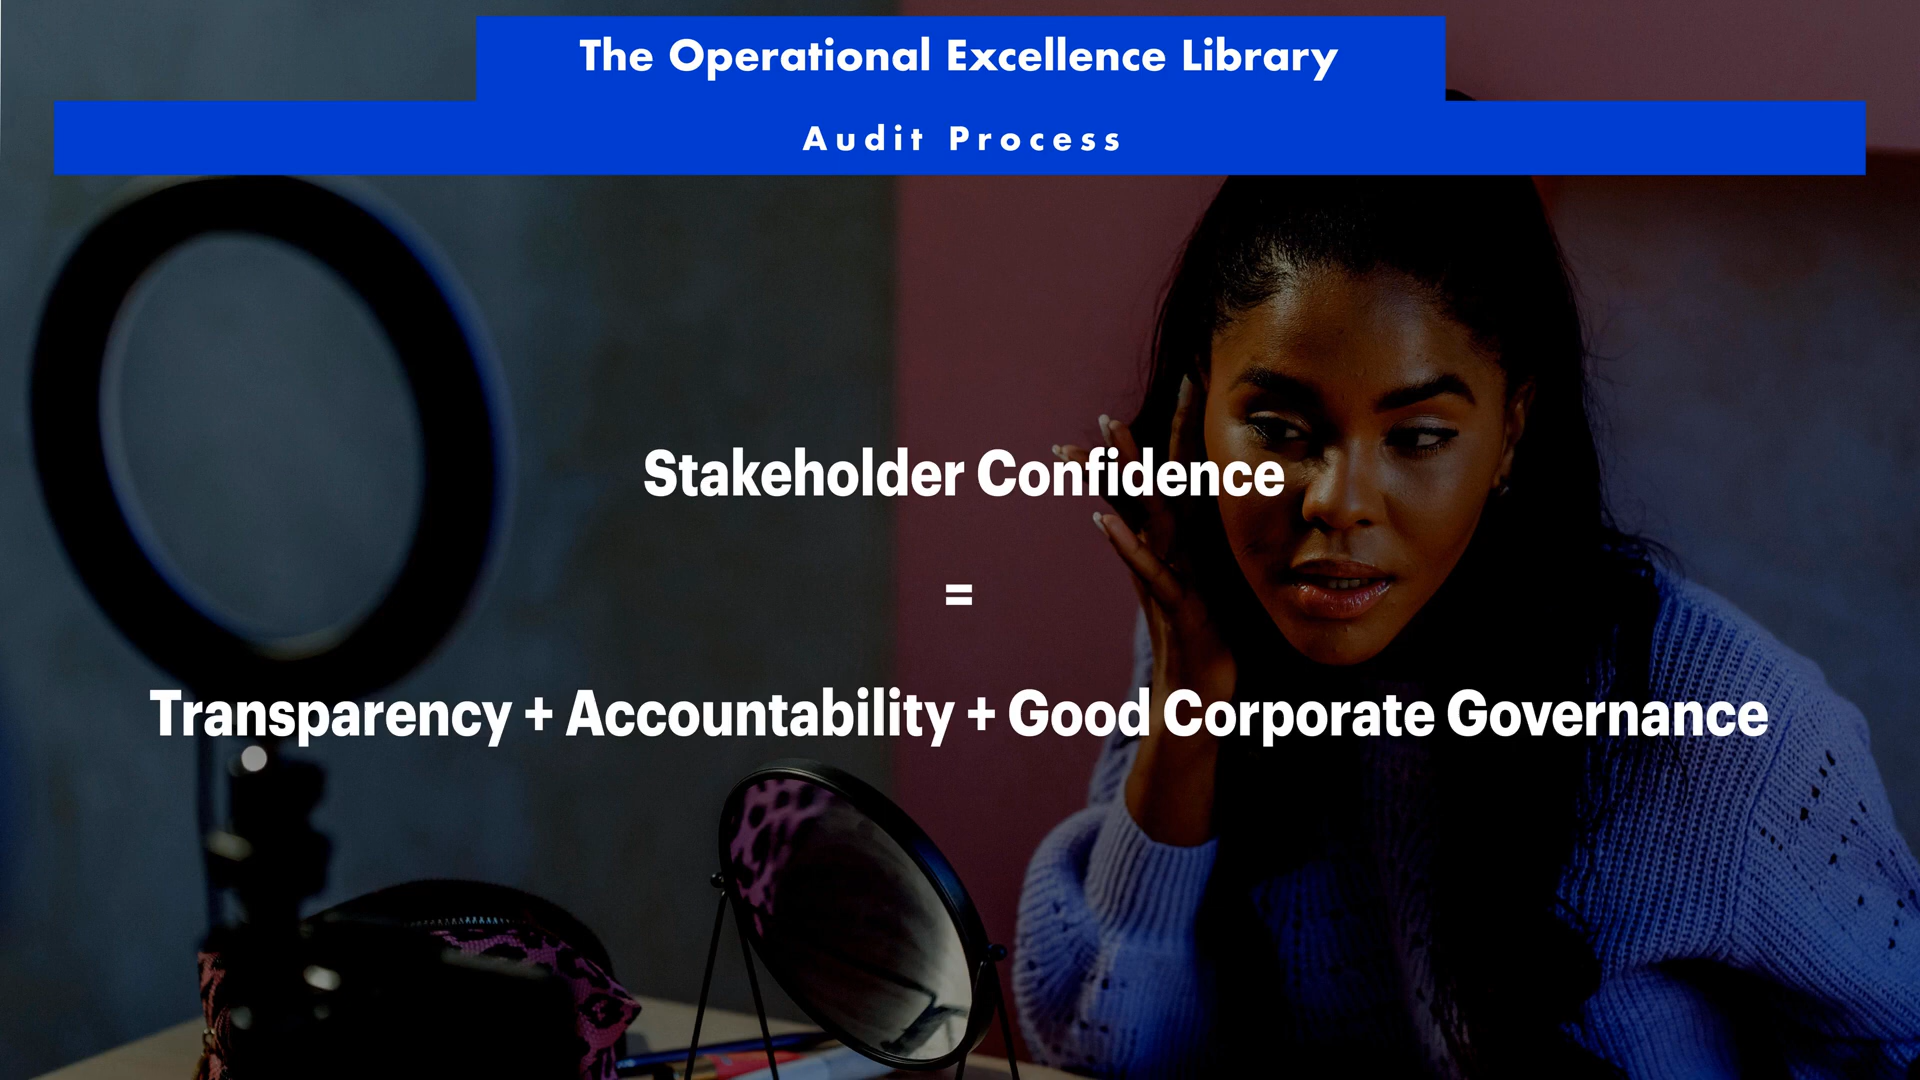 The Operational Excellence Library
Audit Process
Stakeholder Confidence
=
Transparency + Accountability + Good Corporate Governance